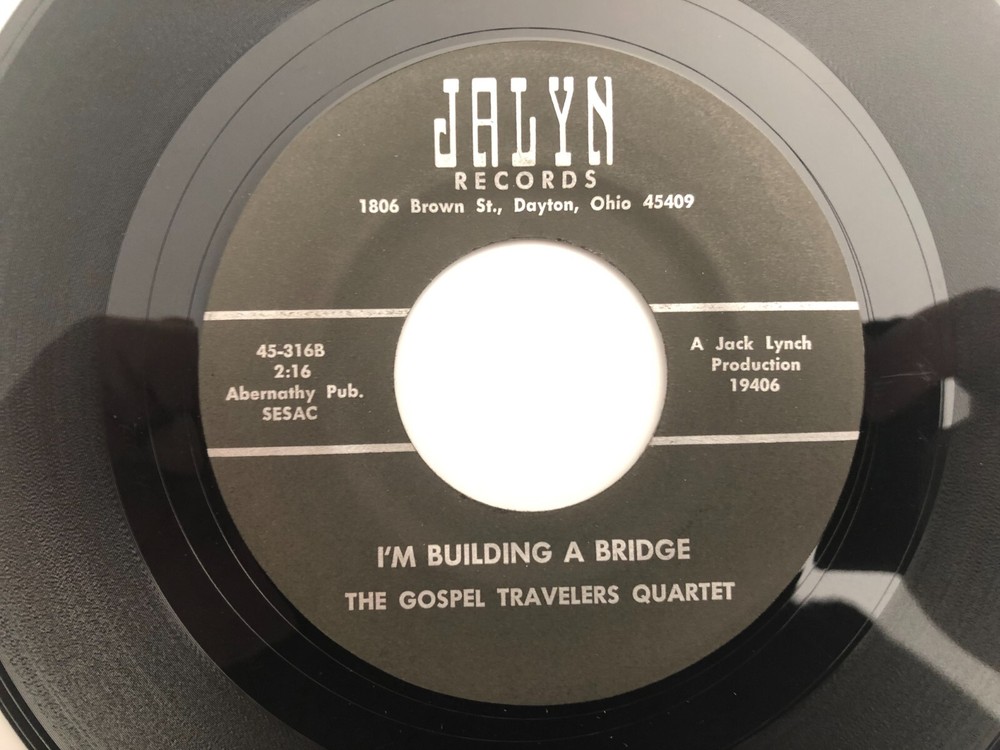 JALYN
RECORDS
1806 Brown St., Dayton, Ohio 45409
45-316B
2:16
Abernathy Pub.
SESAC
A Jack Lynch
Production
19406
I'M BUILDING A BRIDGE
THE GOSPEL TRAVELERS QUARTET